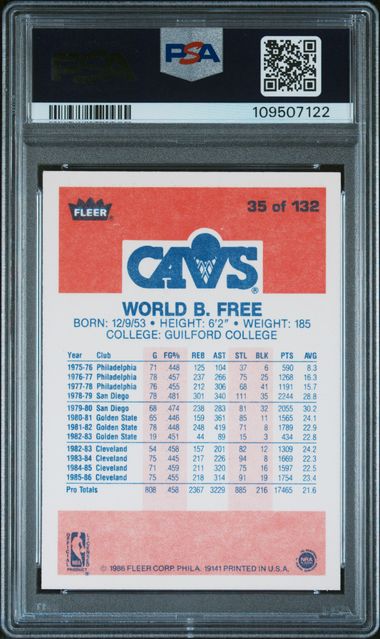 PSA
PSA
109507122
FLEER®
35 of 132
CAVS®
WORLD B. FREE
BORN: 12/9/53 • HEIGHT: 6'2" • WEIGHT: 185
COLLEGE: GUILFORD COLLEGE
Year Club G FG% REB AST STL BLK PTS AVG
1975-76 Philadelphia 71 .448 125 104 37 6 590 8.3
1976-77 Philadelphia 78 .457 237 266 75 25 1268 16.3
1977-78 Philadelphia 76 .455 212 306 68 41 1191 15.7
1978-79 San Diego 78 .481 301 340 111 35 2244 28.8
1979-80 San Diego 68 .474 238 283 81 32 2055 30.2
1980-81 Golden State 65 .446 159 361 85 11 1565 24.1
1981-82 Golden State 78 .448 248 419 71 8 1789 22.9
1982-83 Golden State 19 .451 44 89 15 3 434 22.8
1982-83 Cleveland 54 .458 157 201 82 12 1309 24.2
1983-84 Cleveland 75 .445 217 226 94 8 1669 22.3
1984-85 Cleveland 71 .459 211 320 75 16 1597 22.5
1985-86 Cleveland 75 .455 218 314 91 19 1754 23.4
Pro Totals 808 .458 2367 3229 885 216 17465 21.6
OFFICIAL NBA LICENSED
PRODUCT
© 1986 FLEER CORP. PHILA. 19141 PRINTED IN U.S.A.
PSA